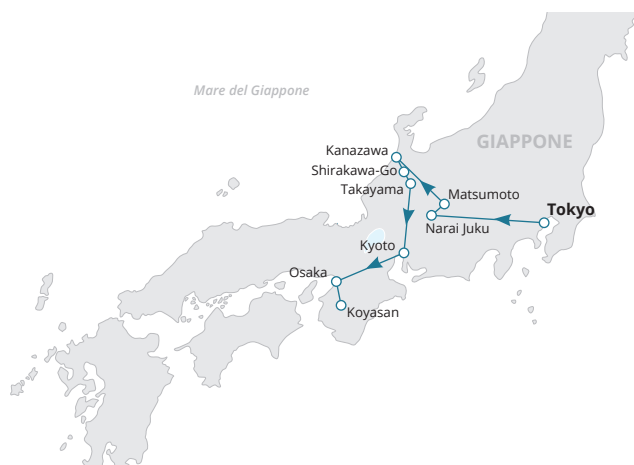 Mare del Giappone
GIAPPONE
Kanazawa
Shirakawa-Go
Takayama
Matsumoto
Tokyo
Narai Juku
Kyoto
Osaka
Koyasan